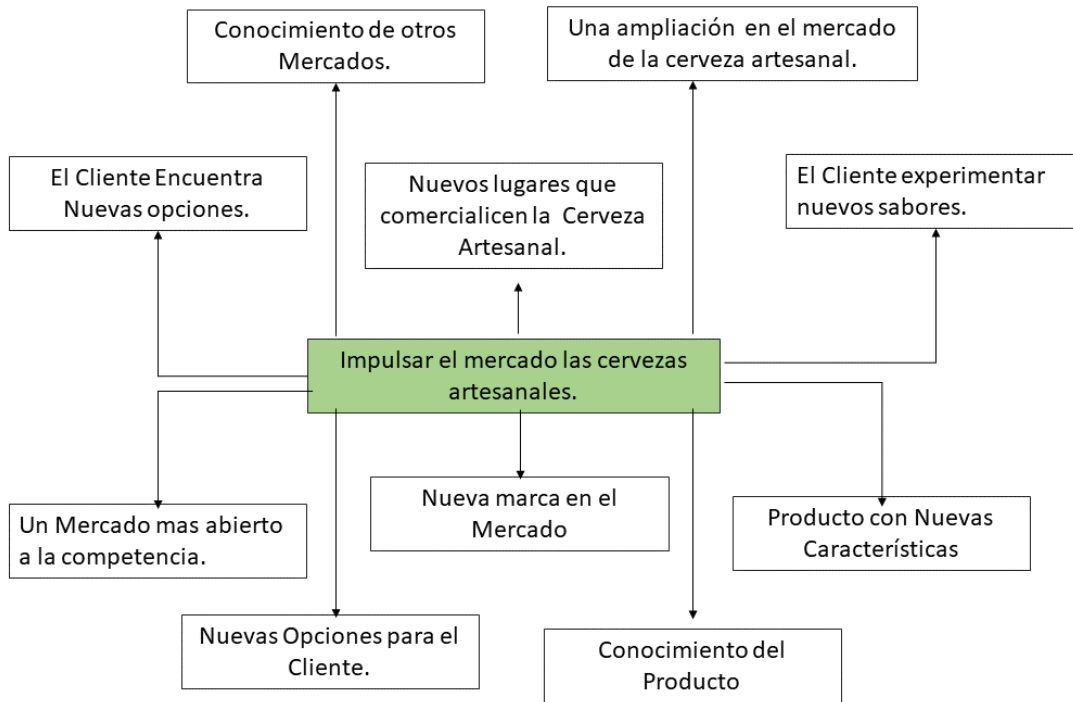 Conocimiento de otros
Mercados.
Una ampliación en el mercado
de la cerveza artesanal.
El Cliente Encuentra
Nuevas opciones.
Nuevos lugares que
comercialicen la Cerveza
Artesanal.
El Cliente experimentar
nuevos sabores.
Impulsar el mercado las cervezas
artesanales.
Un Mercado mas abierto
a la competencia.
Nueva marca en el
Mercado
Producto con Nuevas
Características
Nuevas Opciones para el
Cliente.
Conocimiento del
Producto